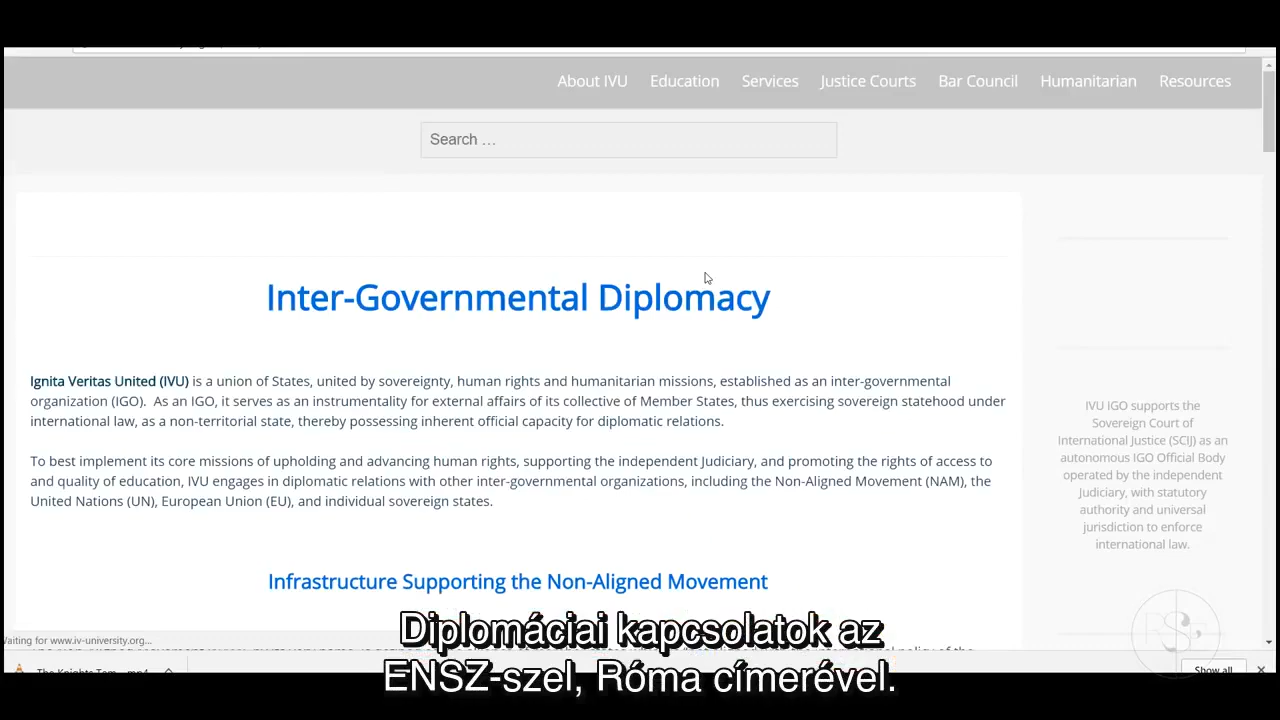 About IVU Education Services Justice Courts Bar Council Humanitarian Resources
Search …
Inter-Governmental Diplomacy
Ignita Veritas United (IVU) is a union of States, united by sovereignty, human rights and humanitarian missions, established as an inter-governmental
organization (IGO). As an IGO, it serves as an instrumentality for external affairs of its collective of Member States, thus exercising sovereign statehood under
international law, as a non-territorial state, thereby possessing inherent official capacity for diplomatic relations.
To best implement its core missions of upholding and advancing human rights, supporting the independent Judiciary, and promoting the rights of access to
and quality of education, IVU engages in diplomatic relations with other inter-governmental organizations, including the Non-Aligned Movement (NAM), the
United Nations (UN), European Union (EU), and individual sovereign states.
Infrastructure Supporting the Non-Aligned Movement
IVU IGO supports the
Sovereign Court of
International Justice (SCIJ) as an
autonomous IGO Official Body
operated by the independent
Judiciary, with statutory
authority and universal
jurisdiction to enforce
international law.
Waiting for www.iv-university.org...
The Knights Tem....mp4
Show all
Diplomáciai kapcsolatok az
ENSZ-szel, Róma címerével.